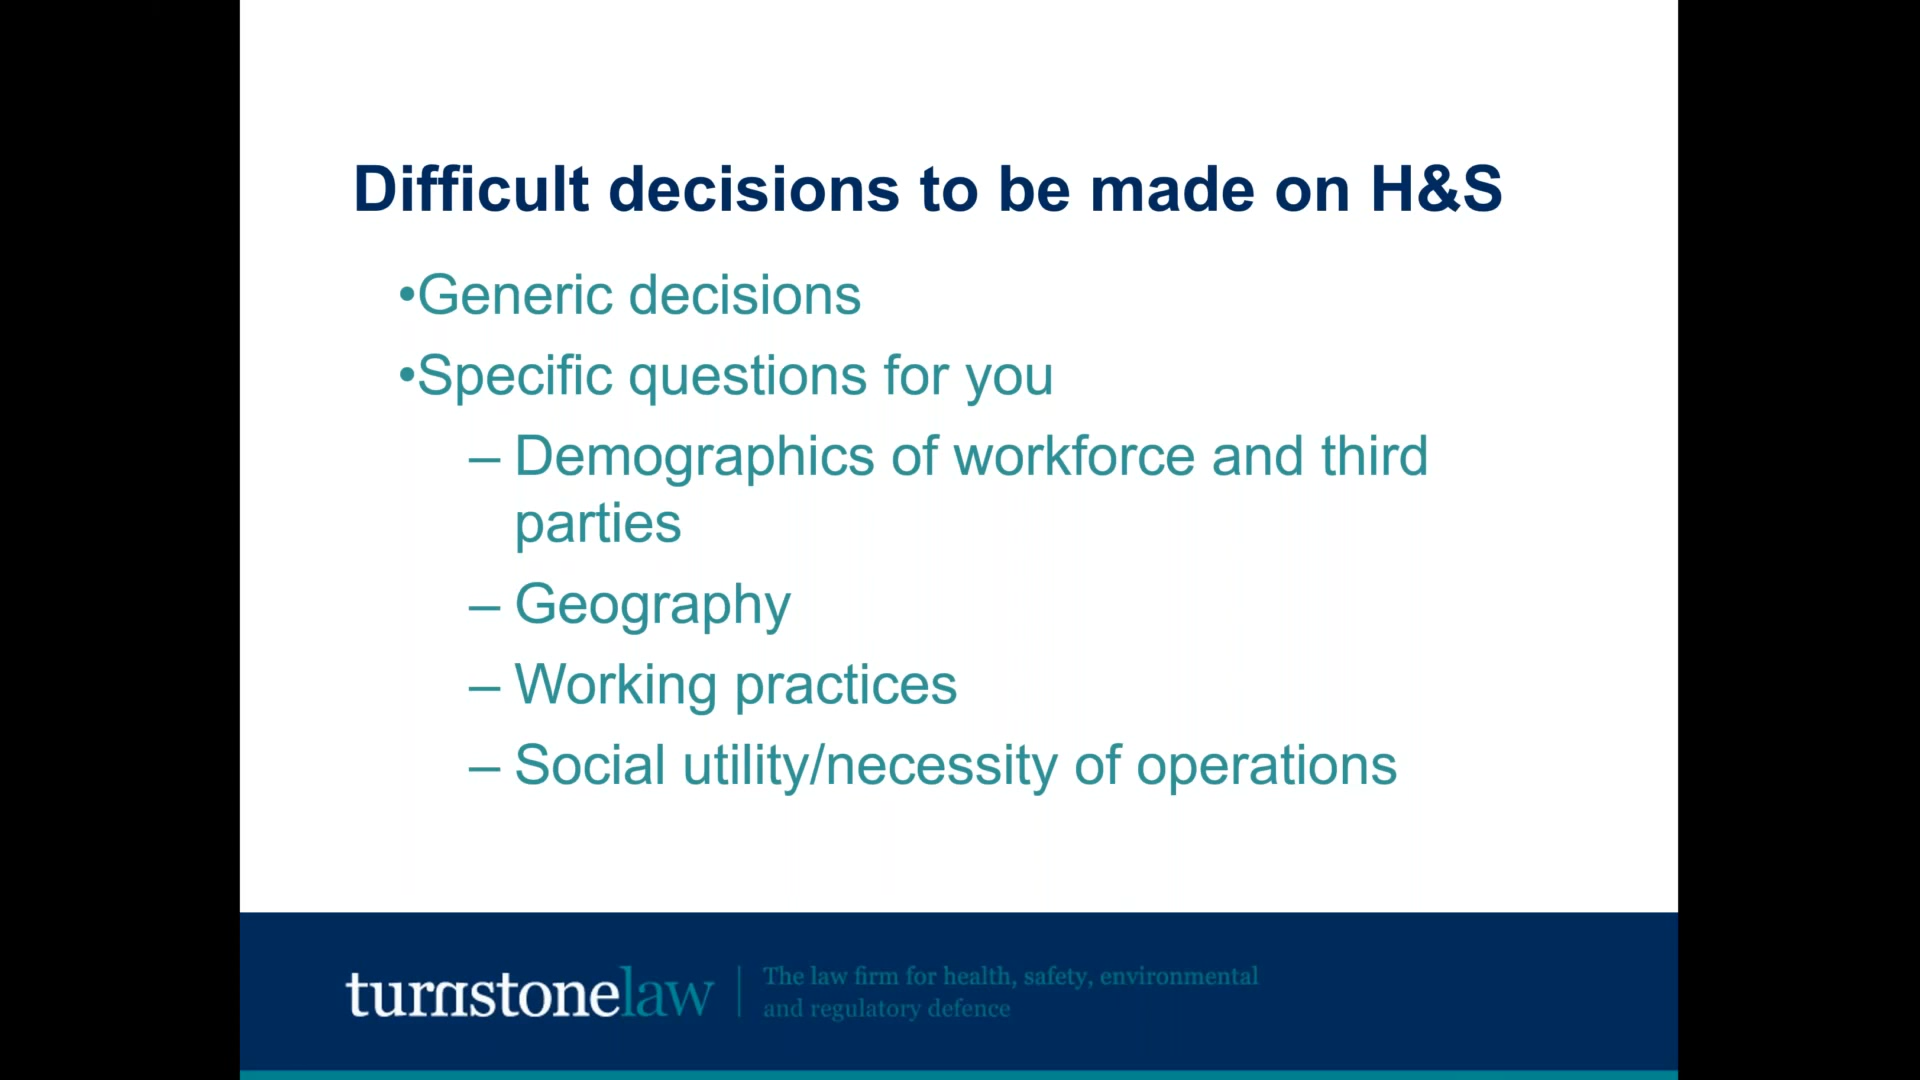 Difficult decisions to be made on H&S
•Generic decisions
•Specific questions for you
– Demographics of workforce and third
parties
– Geography
– Working practices
– Social utility/necessity of operations
turnstonelaw
The law firm for health, safety, environmental
and regulatory defence